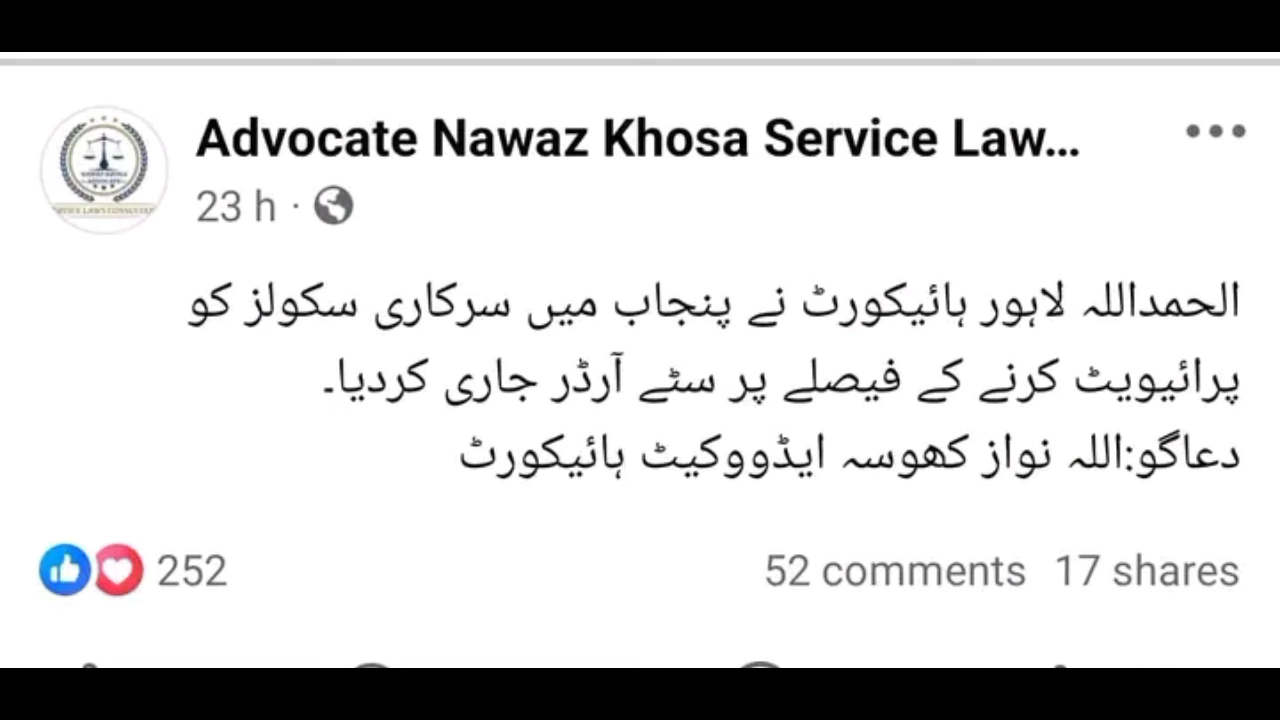 Advocate Nawaz Khosa Service Law...
23 h ·
الحمداللہ لاہور ہائیکورٹ نے پنجاب میں سرکاری سکولز کو
پرائیویٹ کرنے کے فیصلے پر سٹے آرڈر جاری کردیا۔
دعاگو:اللہ نواز کھوسہ ایڈووکیٹ ہائیکورٹ
252
52 comments 17 shares